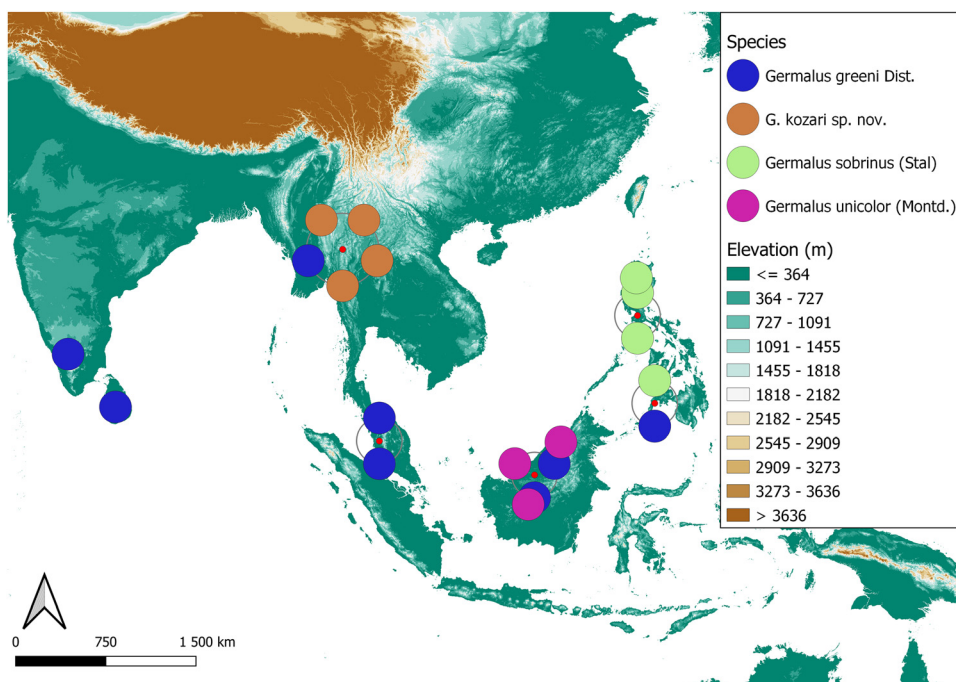 Species
Germalus greeni Dist.
G. kozari sp. nov.
Germalus sobrinus (Stal)
Germalus unicolor (Montd.)
Elevation (m)
<= 364
364 - 727
727 - 1091
1091 - 1455
1455 - 1818
1818 - 2182
2182 - 2545
2545 - 2909
2909 - 3273
3273 - 3636
> 3636
0 750 1 500 km